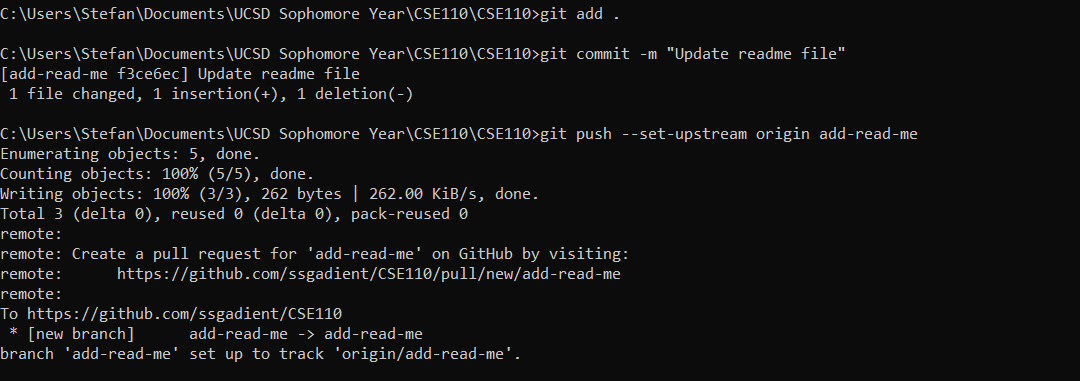 C:\Users\Stefan\Documents\UCSD Sophomore Year\CSE110\CSE110>git add .
C:\Users\Stefan\Documents\UCSD Sophomore Year\CSE110\CSE110>git commit -m "Update readme file"
[add-read-me f3ce6ec] Update readme file
 1 file changed, 1 insertion(+), 1 deletion(-)
C:\Users\Stefan\Documents\UCSD Sophomore Year\CSE110\CSE110>git push --set-upstream origin add-read-me
Enumerating objects: 5, done.
Counting objects: 100% (5/5), done.
Writing objects: 100% (3/3), 262 bytes | 262.00 KiB/s, done.
Total 3 (delta 0), reused 0 (delta 0), pack-reused 0
remote:
remote: Create a pull request for 'add-read-me' on GitHub by visiting:
remote:      https://github.com/ssgadient/CSE110/pull/new/add-read-me
remote:
To https://github.com/ssgadient/CSE110
 * [new branch]      add-read-me -> add-read-me
branch 'add-read-me' set up to track 'origin/add-read-me'.